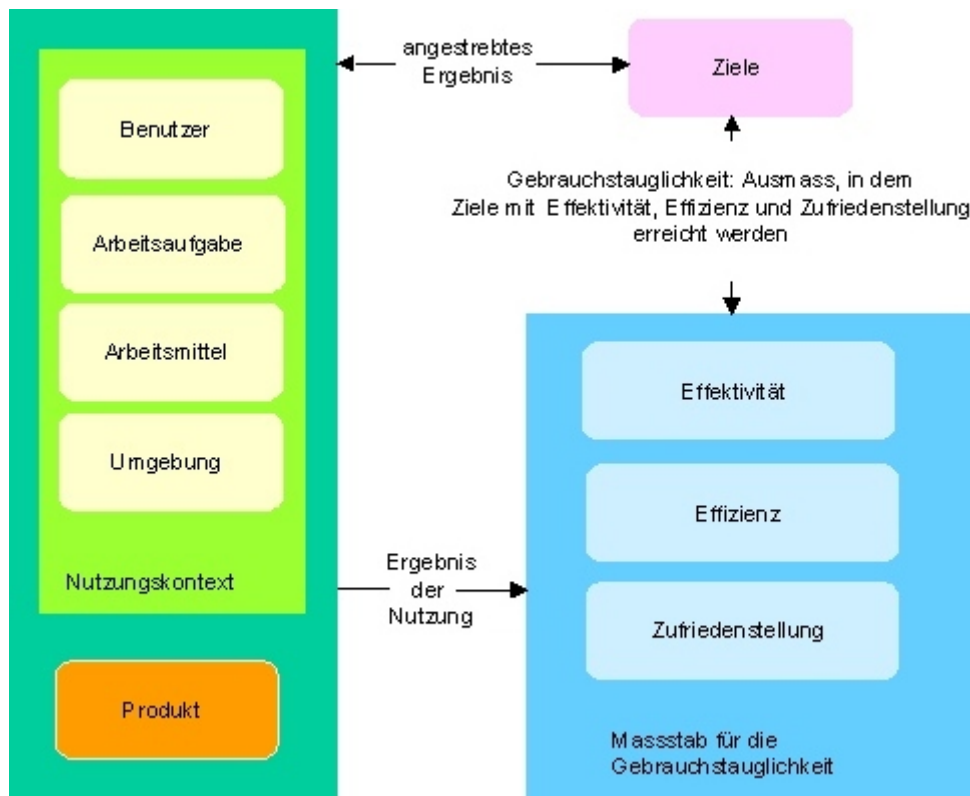 angestrebtes
Ergebnis
Ziele
Benutzer
Arbeitsaufgabe
Arbeitsmittel
Umgebung
Nutzungskontext
Produkt
Gebrauchstauglichkeit: Ausmass, in dem
Ziele mit Effektivität, Effizienz und Zufriedenstellung
erreicht werden
Ergebnis
der
Nutzung
Effektivität
Effizienz
Zufriedenstellung
Massstab für die
Gebrauchstauglichkeit